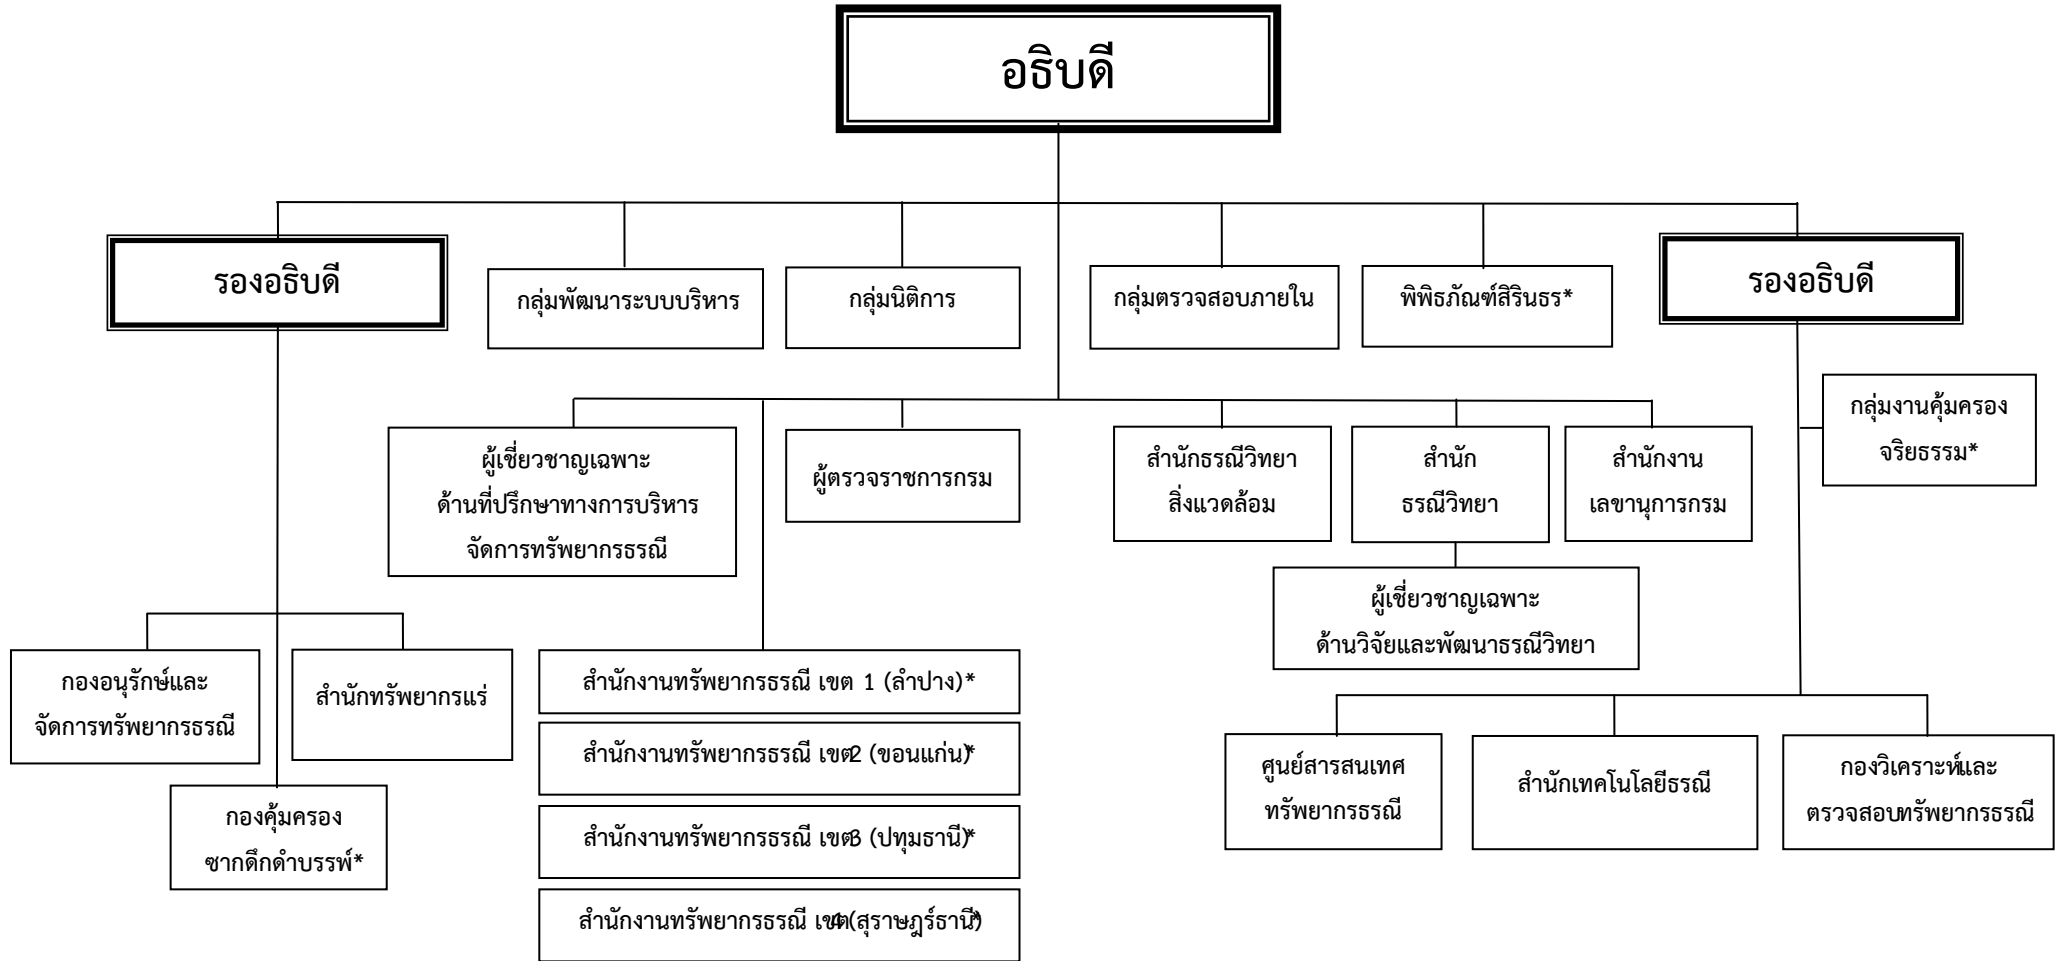 อธิบดี
รองอธิบดี
กลุ่มพัฒนาระบบบริหาร
กลุ่มนิติการ
กลุ่มตรวจสอบภายใน
พิพิธภัณฑ์สิรินธร*
รองอธิบดี
กลุ่มงานคุ้มครอง
จริยธรรม*
ผู้เชี่ยวชาญเฉพาะ
ด้านที่ปรึกษาทางการบริหาร
จัดการทรัพยากรธรณี
ผู้ตรวจราชการกรม
สำนักธรณีวิทยา
สิ่งแวดล้อม
สำนัก
ธรณีวิทยา
สำนักงาน
เลขานุการกรม
ผู้เชี่ยวชาญเฉพาะ
ด้านวิจัยและพัฒนาธรณีวิทยา
กองอนุรักษ์และ
จัดการทรัพยากรธรณี
สำนักทรัพยากรแร่
กองคุ้มครอง
ซากดึกดำบรรพ์*
สำนักงานทรัพยากรธรณี เขต 1 (ลำปาง)*
สำนักงานทรัพยากรธรณี เขต2 (ขอนแก่น)*
สำนักงานทรัพยากรธรณี เขต3 (ปทุมธานี)*
สำนักงานทรัพยากรธรณี เขต4 (สุราษฎร์ธานี)*
ศูนย์สารสนเทศ
ทรัพยากรธรณี
สำนักเทคโนโลยีธรณี
กองวิเคราะห์และ
ตรวจสอบทรัพยากรธรณี